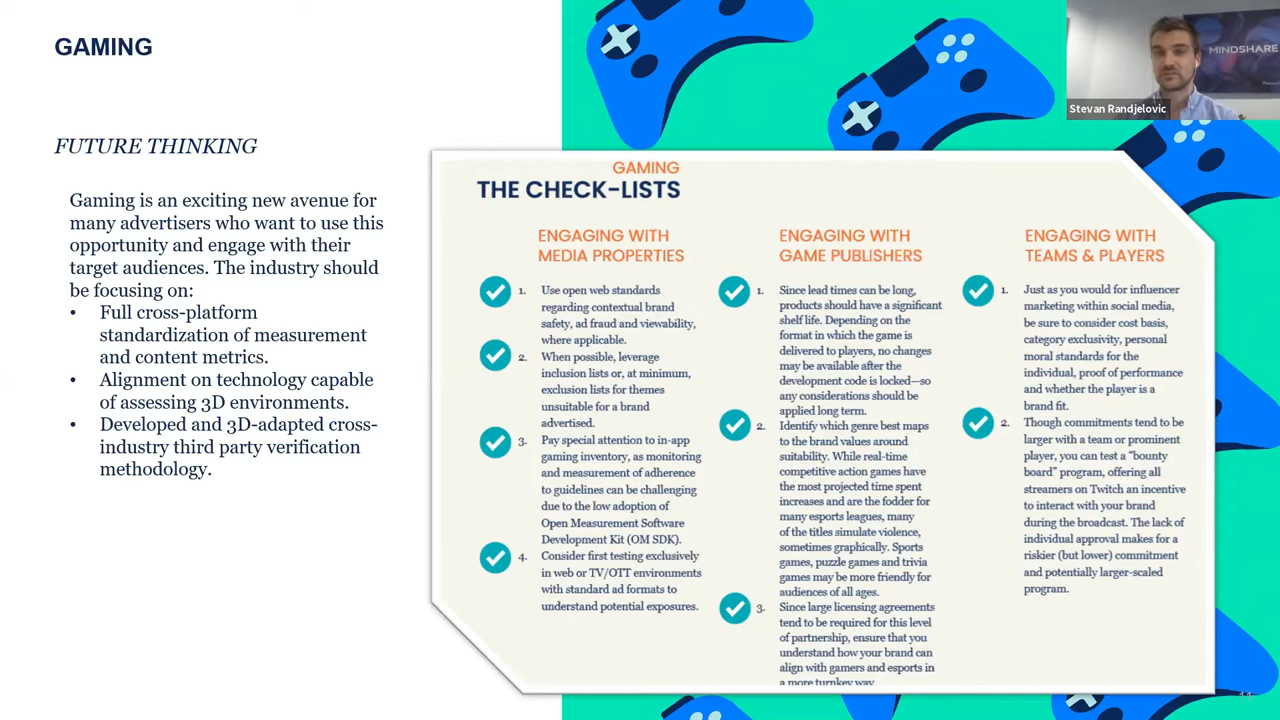 GAMING
FUTURE THINKING
Gaming is an exciting new avenue for
many advertisers who want to use this
opportunity and engage with their
target audiences. The industry should
be focusing on:
• Full cross-platform
standardization of measurement
and content metrics.
• Alignment on technology capable
of assessing 3D environments.
• Developed and 3D-adapted cross-
industry third party verification
methodology.
GAMING
THE CHECK-LISTS
ENGAGING WITH
MEDIA PROPERTIES
1. Use open web standards
regarding contextual brand
safety, ad fraud and viewability,
where applicable.
2. When possible, leverage
inclusion lists or, at minimum,
exclusion lists for themes
unsuitable for a brand
advertised.
3. Pay special attention to in-app
gaming inventory, as monitoring
and measurement of adherence
to guidelines can be challenging
due to the low adoption of
Open Measurement Software
Development Kit (OM SDK).
4. Consider first testing exclusively
in web or TV/OTT environments
with standard ad formats to
understand potential exposures.
ENGAGING WITH
GAME PUBLISHERS
1. Since lead times can be long,
products should have a significant
shelf life. Depending on the
format in which the game is
delivered to players, no changes
may be available after the
development code is locked—so
any considerations should be
applied long term.
2. Identify which genre best maps
to the brand values around
suitability. While real-time
competitive action games have
the most projected time spent
increases and are the fodder for
many esports leagues, many
of the titles simulate violence,
sometimes graphically. Sports
games, puzzle games and trivia
games may be more friendly for
audiences of all ages.
3. Since large licensing agreements
tend to be required for this level
of partnership, ensure that you
understand how your brand can
align with gamers and esports in
a more turnkey way
ENGAGING WITH
TEAMS & PLAYERS
1. Just as you would for influencer
marketing within social media,
be sure to consider cost basis,
category exclusivity, personal
moral standards for the
individual, proof of performance
and whether the player is a
brand fit.
2. Though commitments tend to be
larger with a team or prominent
player, you can test a “bounty
board” program, offering all
streamers on Twitch an incentive
to interact with your brand
during the broadcast. The lack of
individual approval makes for a
riskier (but lower) commitment
and potentially larger-scaled
program.
MINDSHARE
Stevan Randjelovic